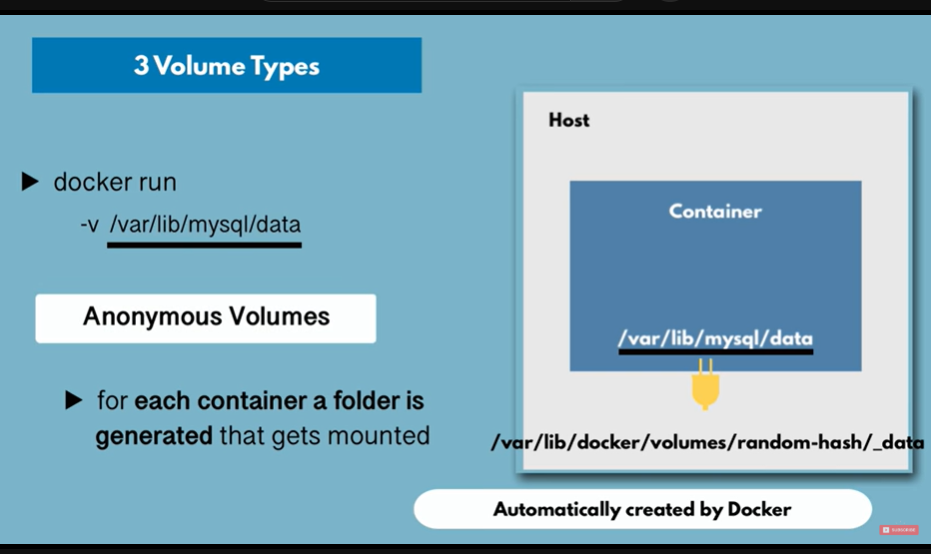 3 Volume Types
docker run
-v /var/lib/mysql/data
Anonymous Volumes
for each container a folder is
generated that gets mounted
Host
Container
/var/lib/mysql/data
/var/lib/docker/volumes/random-hash/_data
Automatically created by Docker
SUBSCRIBE